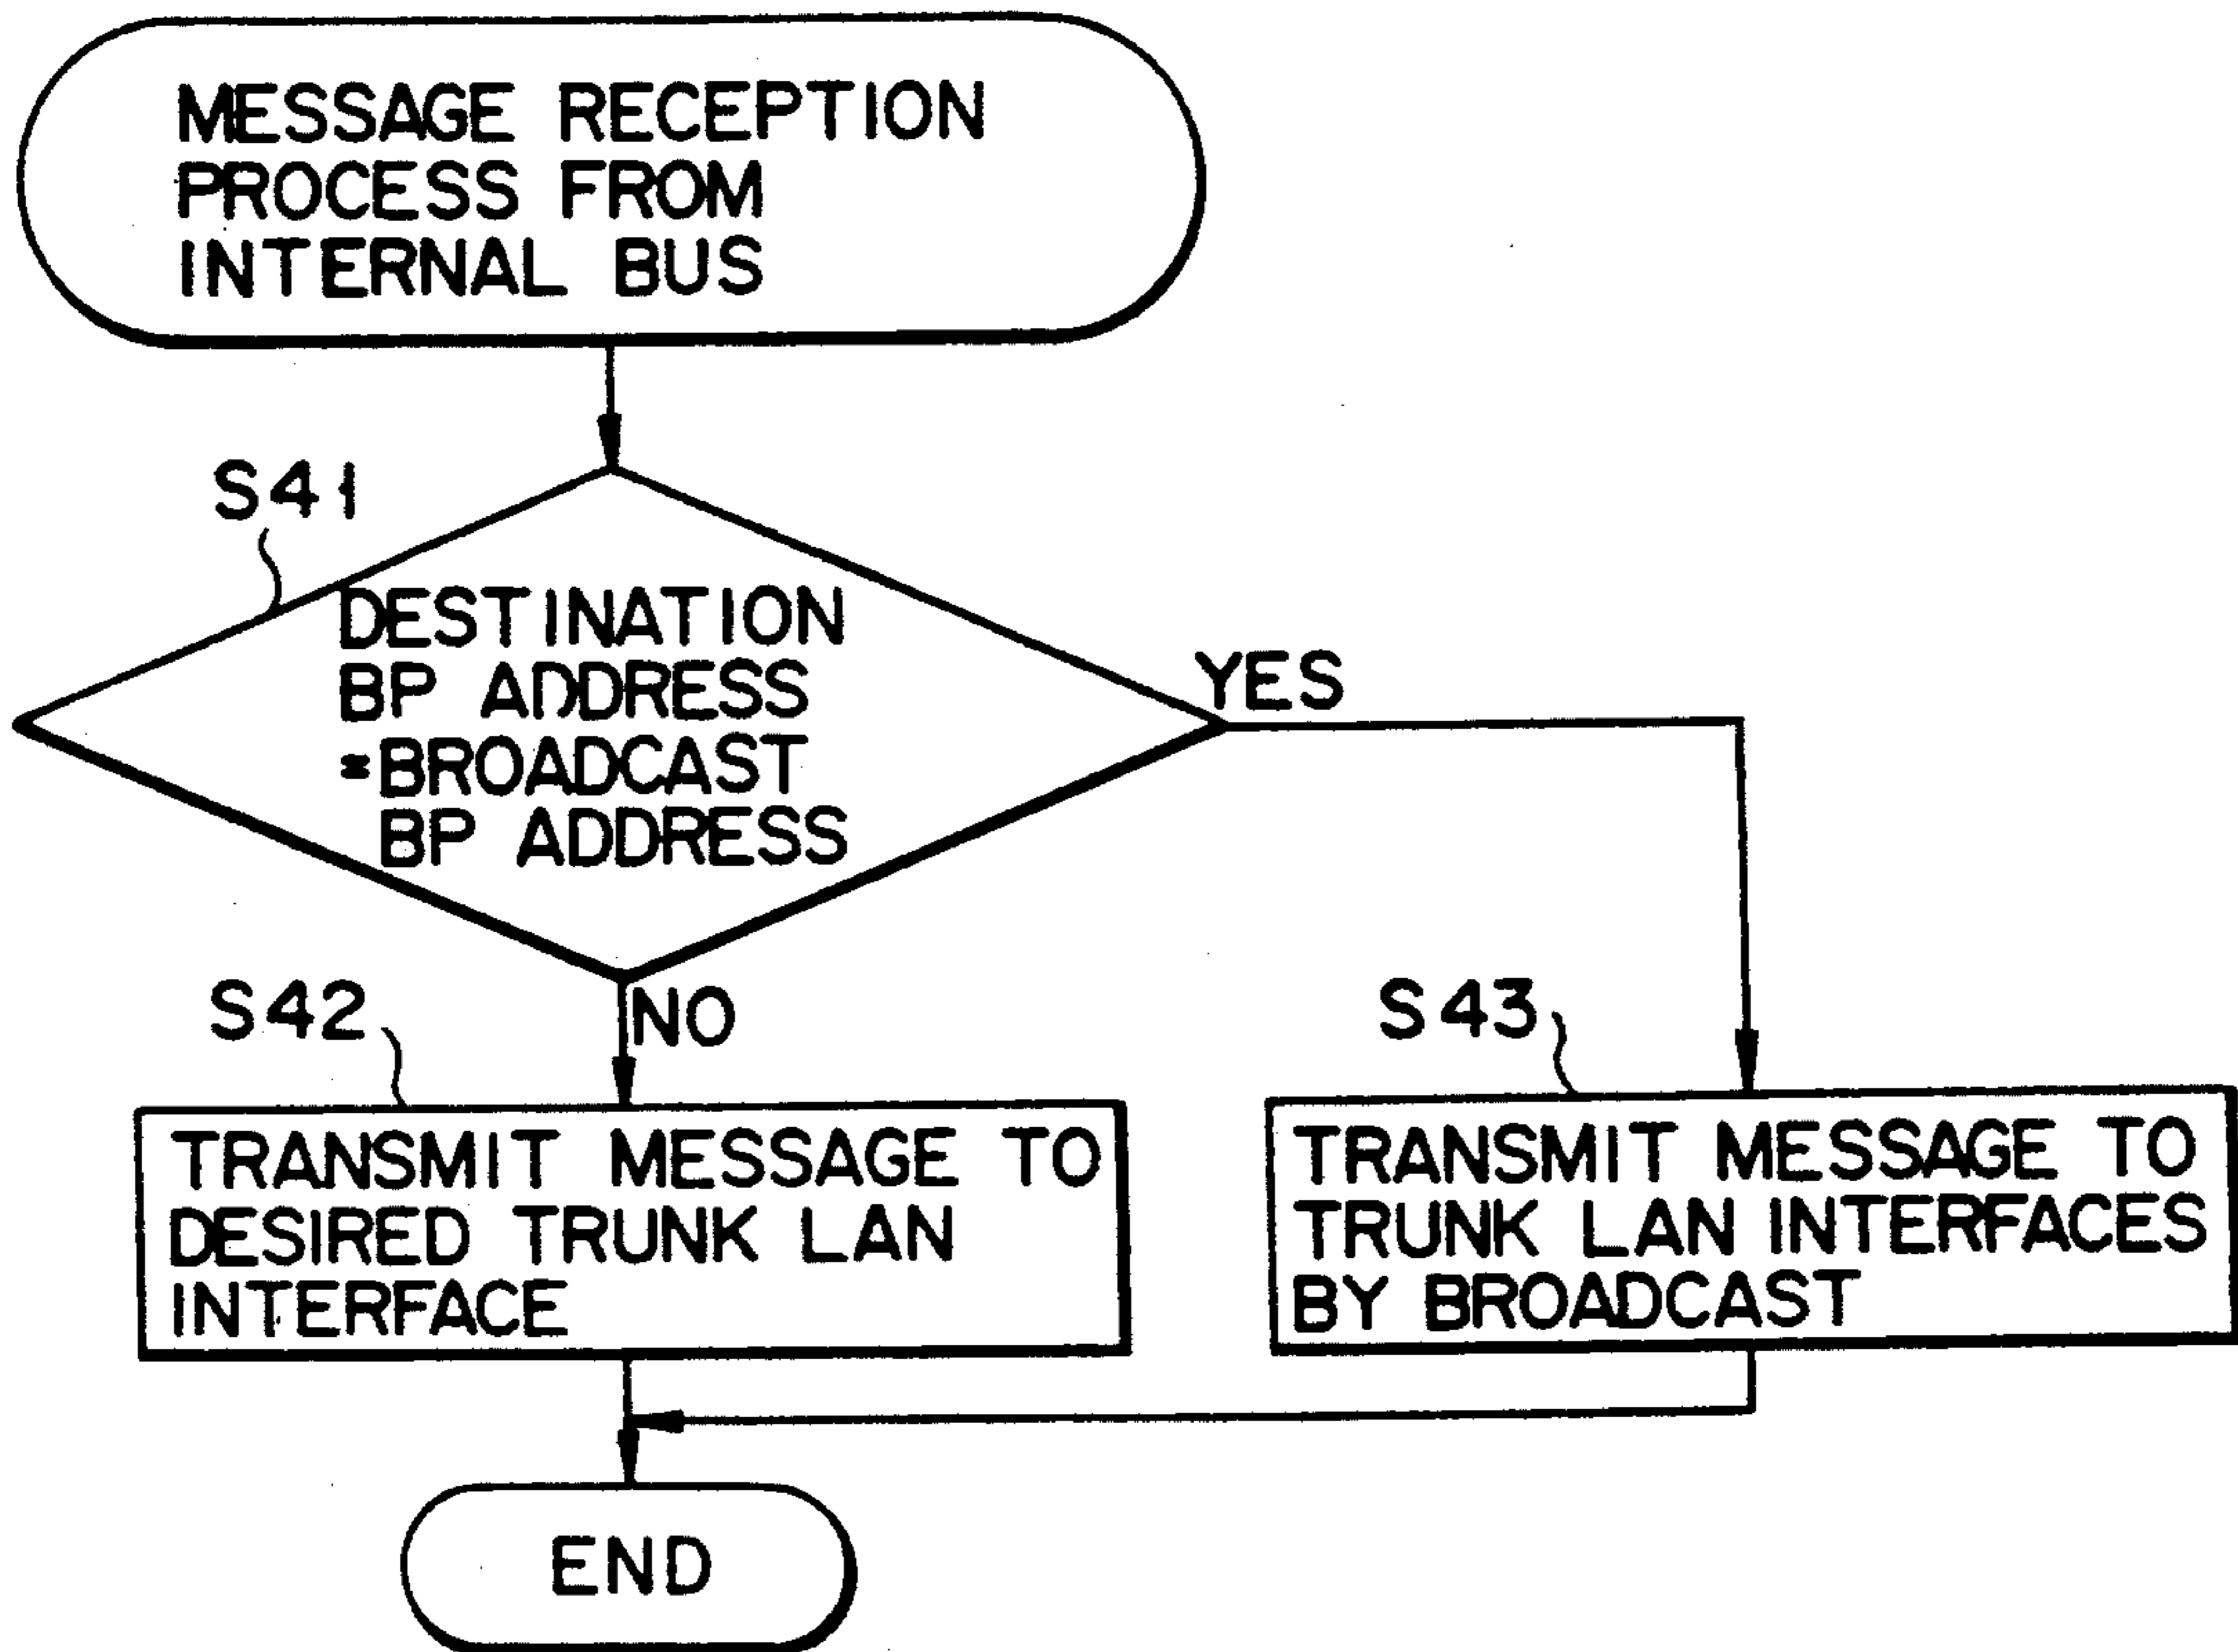 MESSAGE RECEPTION
PROCESS FROM
INTERNAL BUS
S41
DESTINATION
BP ADDRESS
=BROADCAST
BP ADDRESS
YES
S42
NO
S43
TRANSMIT MESSAGE TO
DESIRED TRUNK LAN
INTERFACE
TRANSMIT MESSAGE TO
TRUNK LAN INTERFACES
BY BROADCAST
END